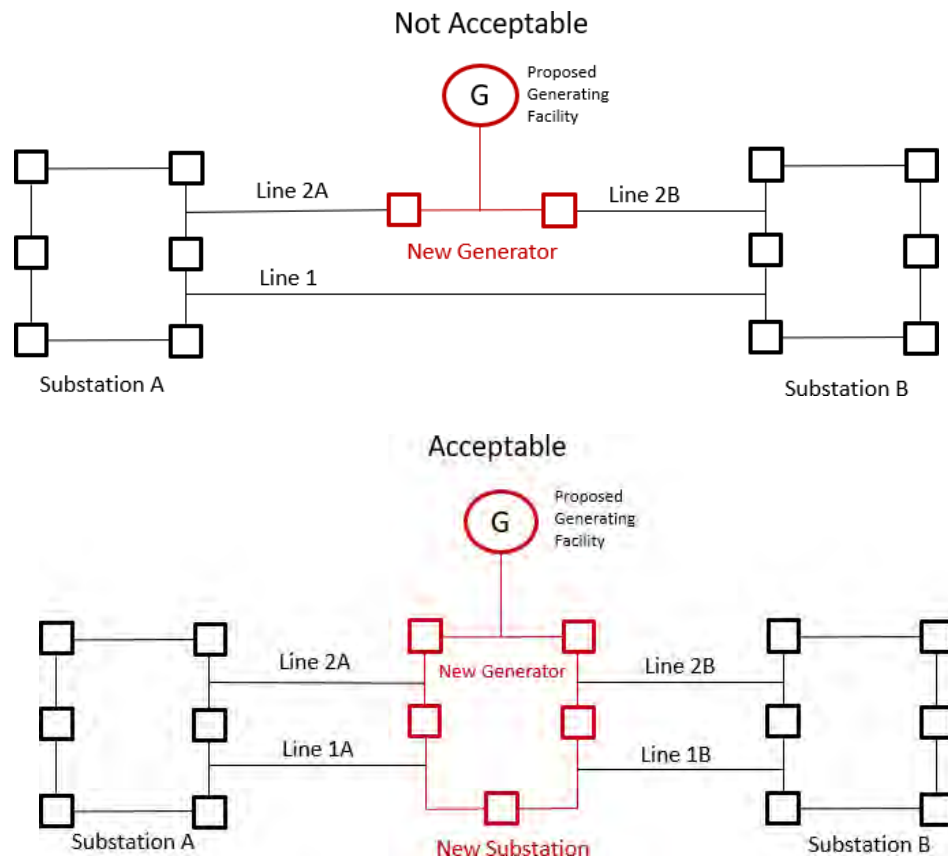 Not Acceptable
G
Proposed
Generating
Facility
Line 2A
Line 2B
New Generator
Line 1
Substation A
Substation B
Acceptable
G
Proposed
Generating
Facility
Line 2A
New Generator
Line 2B
Line 1A
Line 1B
Substation A
New Substation
Substation B